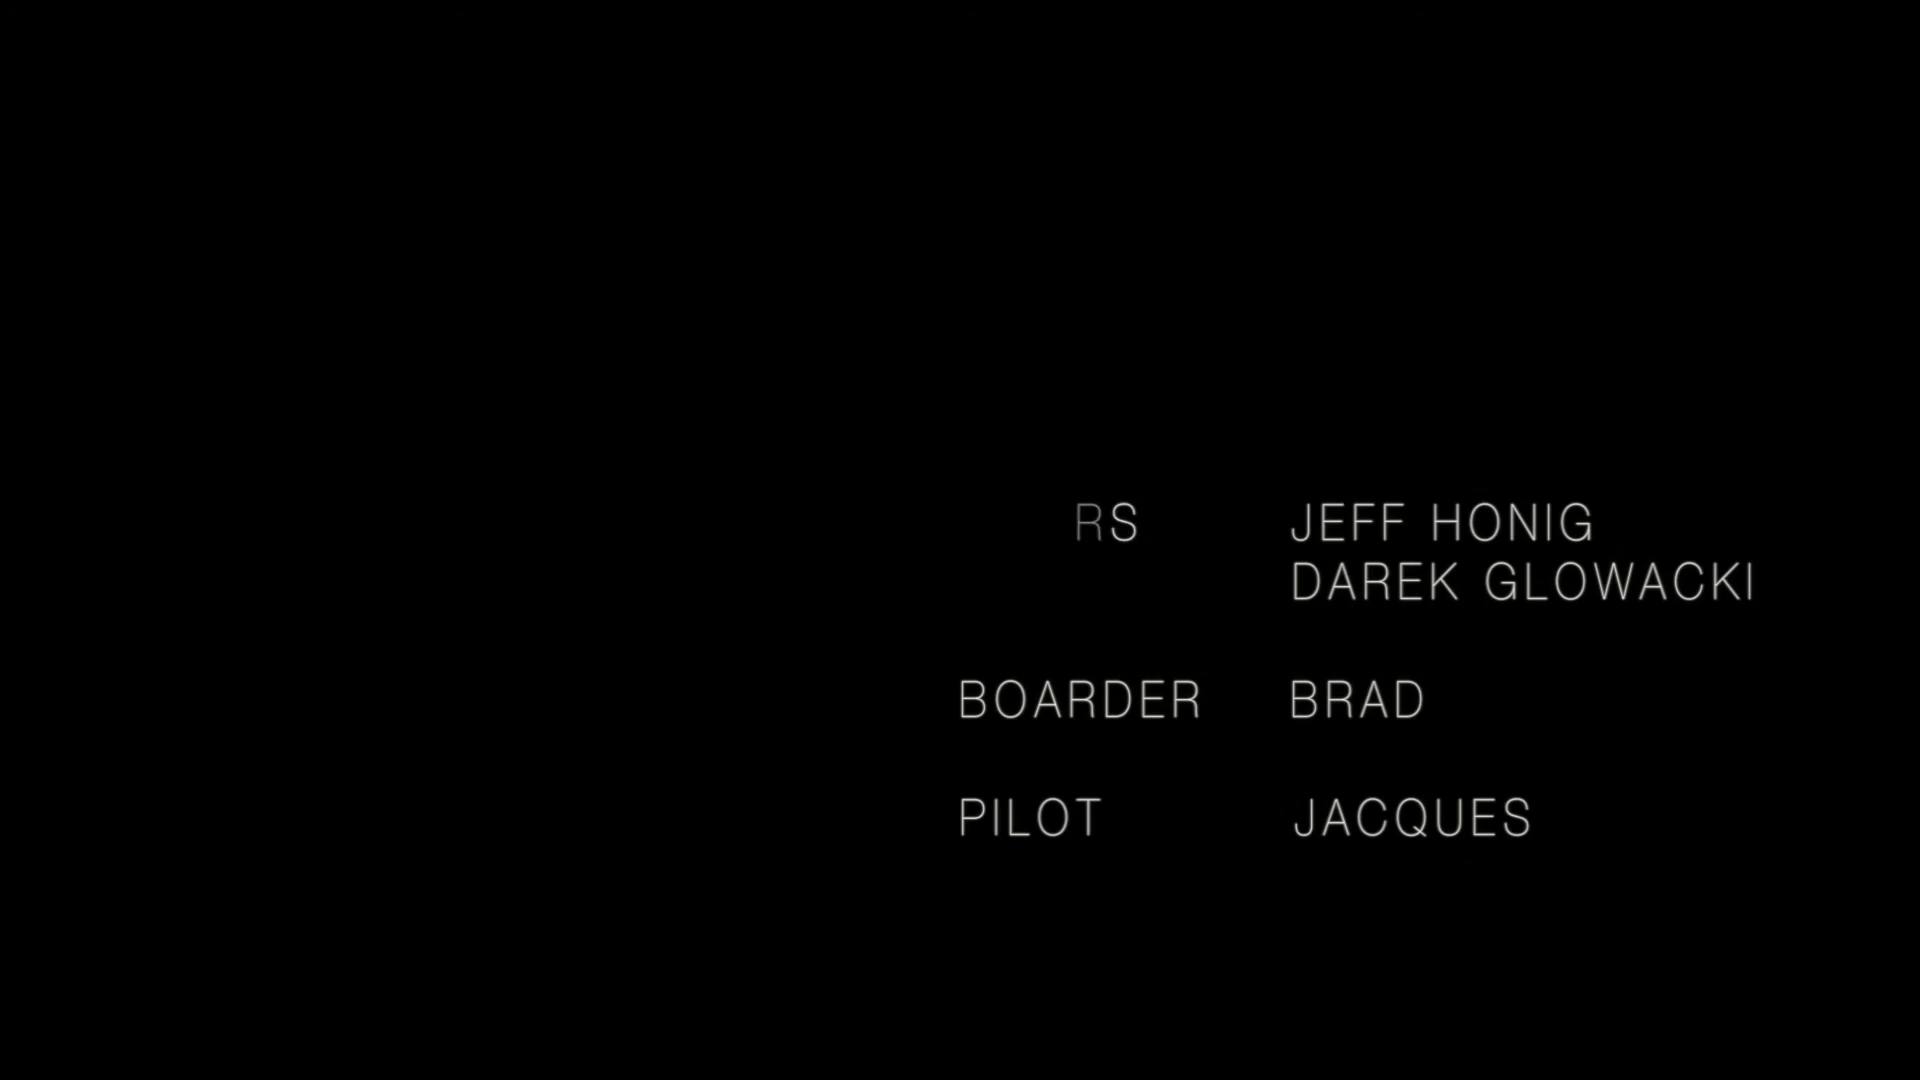 RS JEFF HONIG
DAREK GLOWACKI
BOARDER BRAD
PILOT JACQUES